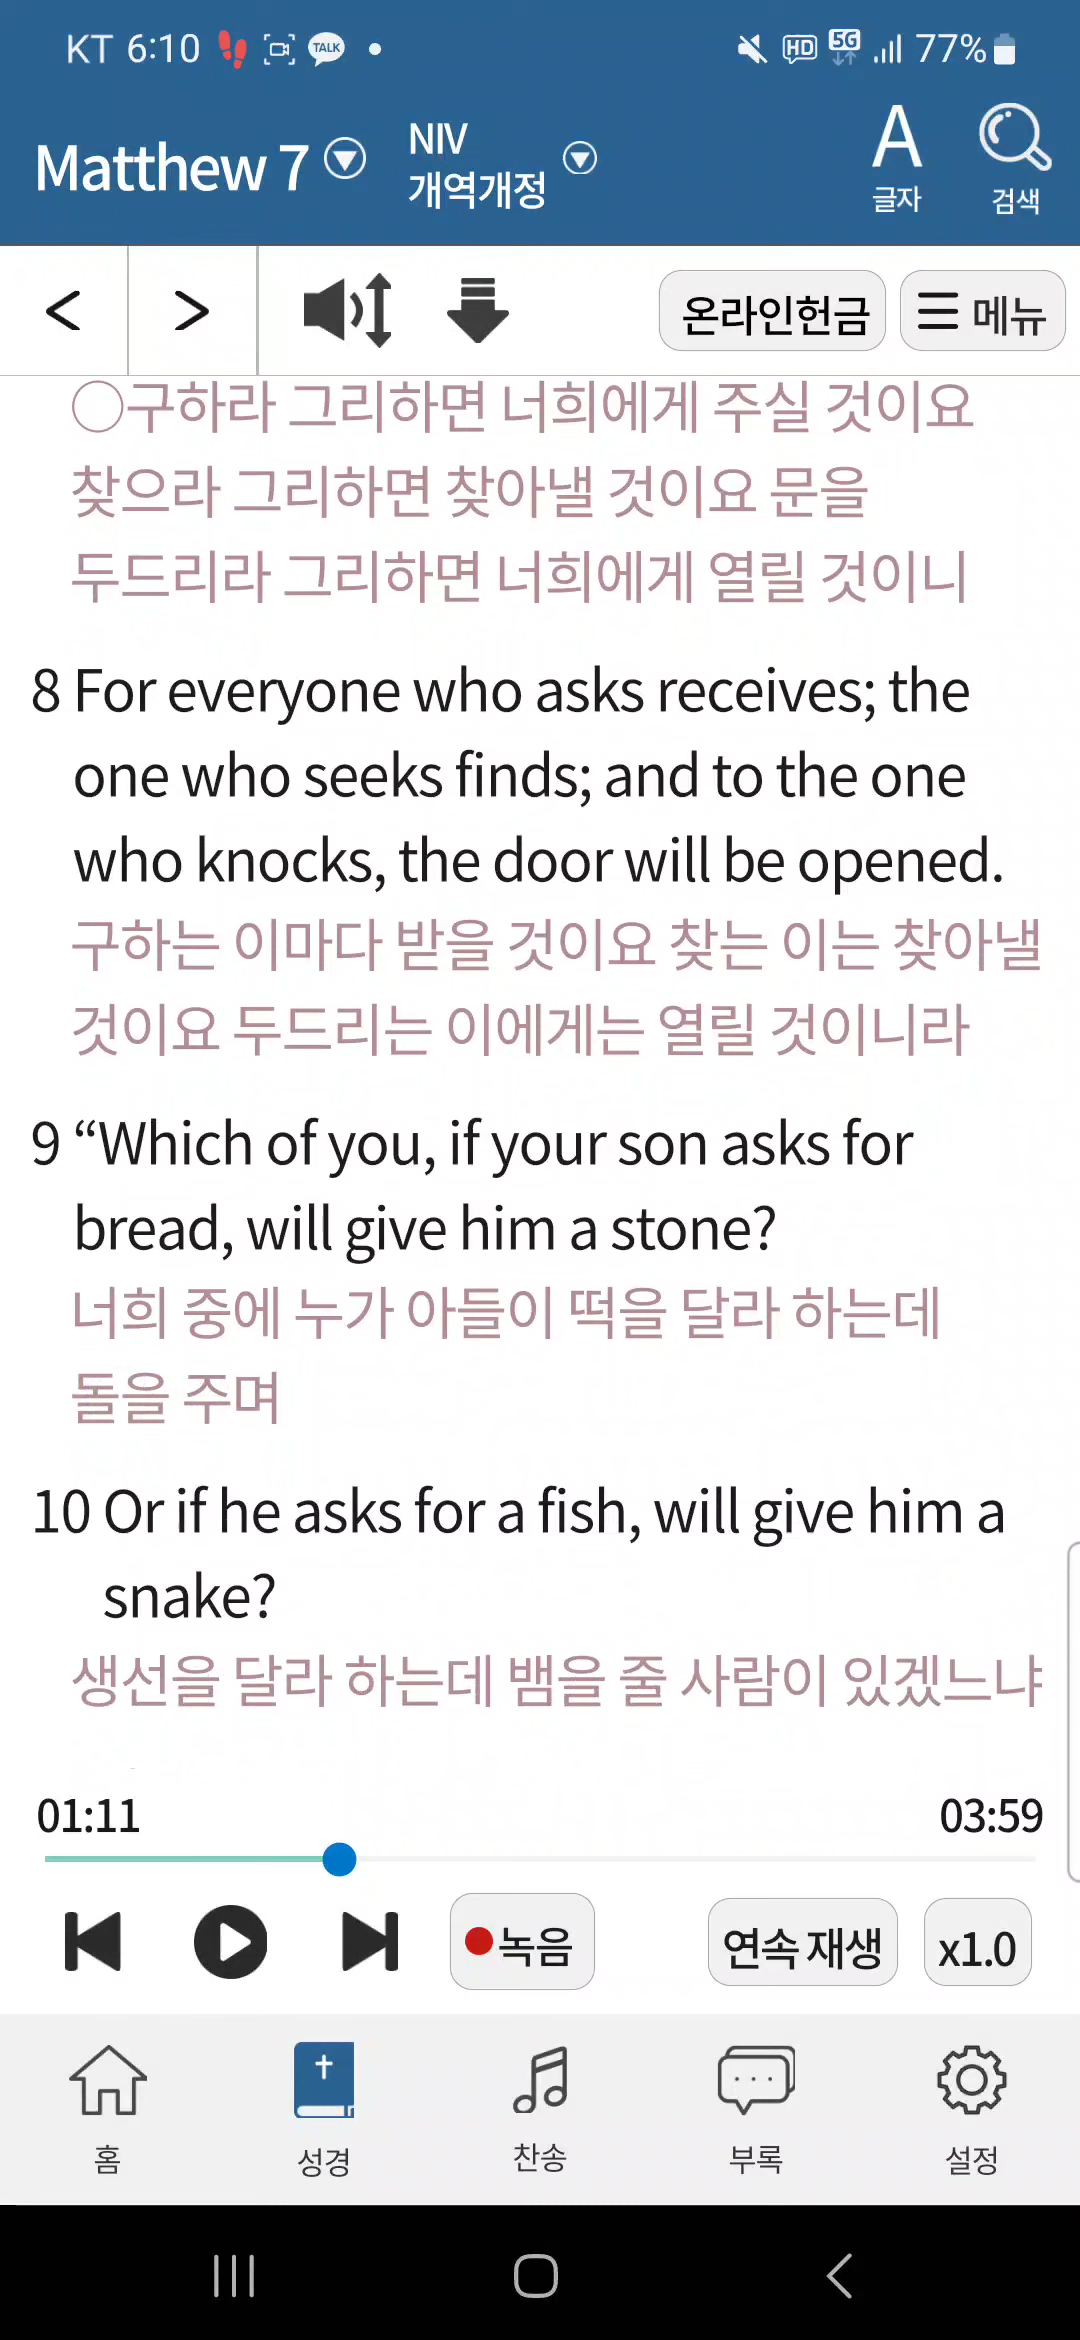 KT 6:10 TALK HD 5G 77%
Matthew 7 NIV 개역개정 A 글자 검색
온라인헌금 메뉴
○구하라 그리하면 너희에게 주실 것이요
찾으라 그리하면 찾아낼 것이요 문을
두드리라 그리하면 너희에게 열릴 것이니
8 For everyone who asks receives; the
one who seeks finds; and to the one
who knocks, the door will be opened.
구하는 이마다 받을 것이요 찾는 이는 찾아낼
것이요 두드리는 이에게는 열릴 것이니라
9 “Which of you, if your son asks for
bread, will give him a stone?
너희 중에 누가 아들이 떡을 달라 하는데
돌을 주며
10 Or if he asks for a fish, will give him a
snake?
생선을 달라 하는데 뱀을 줄 사람이 있겠느냐
01:11 03:59
녹음 연속 재생 x1.0
홈 성경 찬송 부록 설정